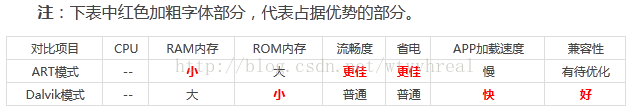 注：下表中红色加粗字体部分，代表占据优势的部分。
对比项目 CPU RAM内存 ROM内存 流畅度 省电 APP加载速度 兼容性
ART模式 -- 小 大 更佳 更佳 慢 有待优化
Dalvik模式 -- 大 小 普通 普通 快 好